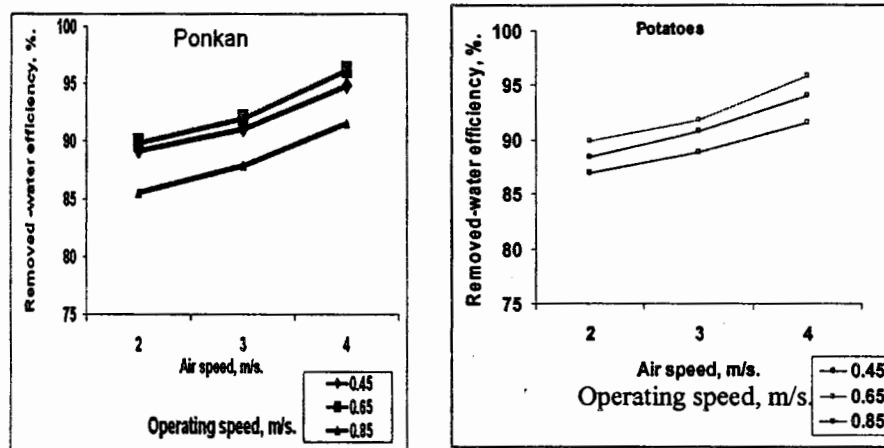 Ponkan
Removed -water efficiency, %.
100
95
90
85
80
75
2 3 4
Air speed, m/s.
Operating speed, m/s.
0.45
0.65
0.85
Potatoes
Removed-water efficiency, %.
100
95
90
85
80
75
2 3 4
Air speed, m/s.
Operating speed, m/s.
0.45
0.65
0.85